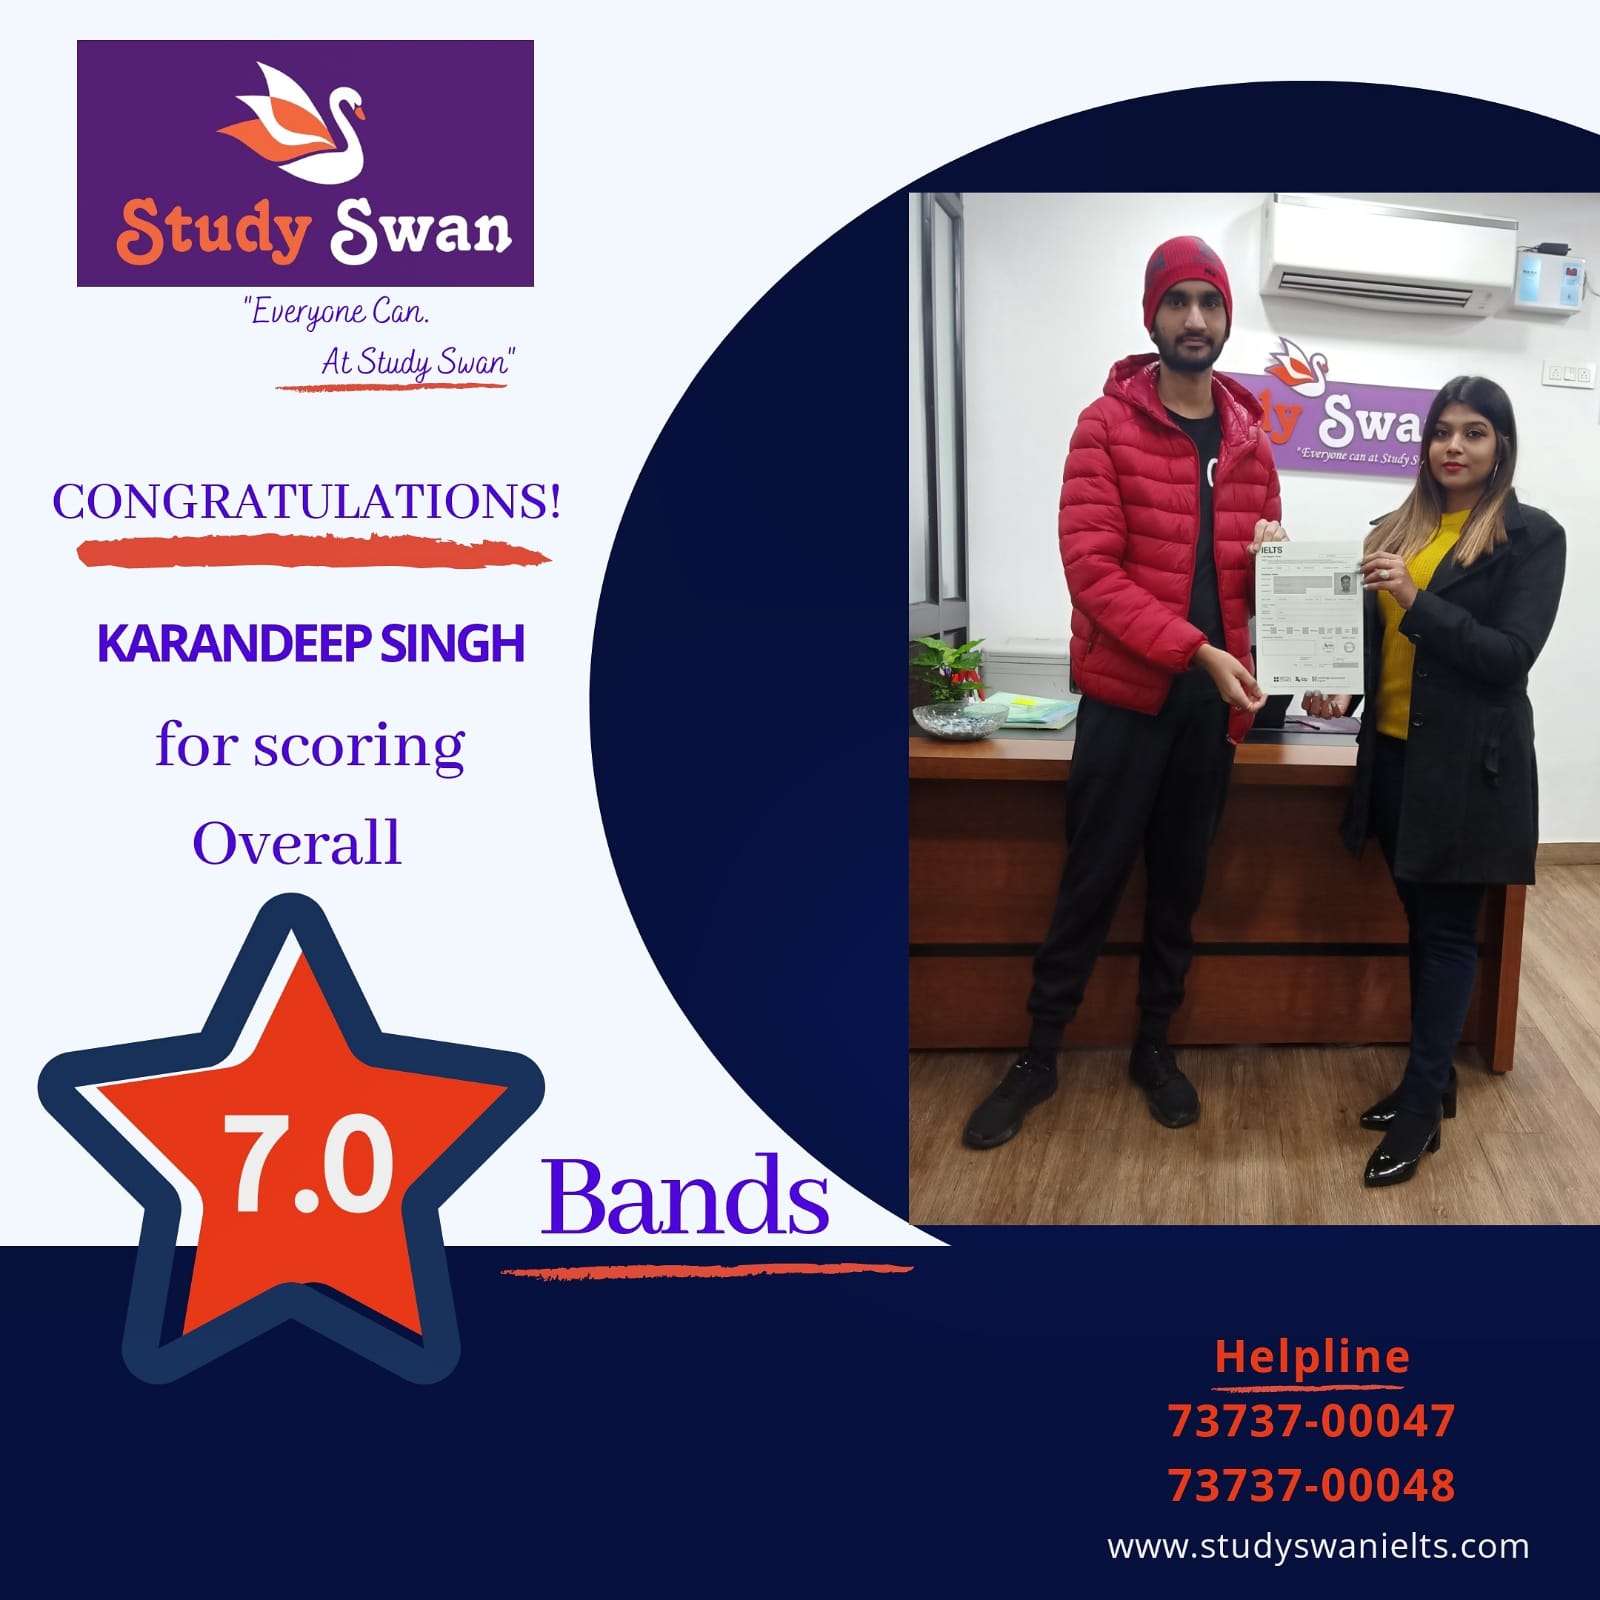 Study Swan
"Everyone Can.
At Study Swan"
CONGRATULATIONS!
KARANDEEP SINGH
for scoring
Overall
7.0
Bands
dy Swa
"Everyone can at Study S
IELTS
Helpline
73737-00047
73737-00048
www.studyswanielts.com